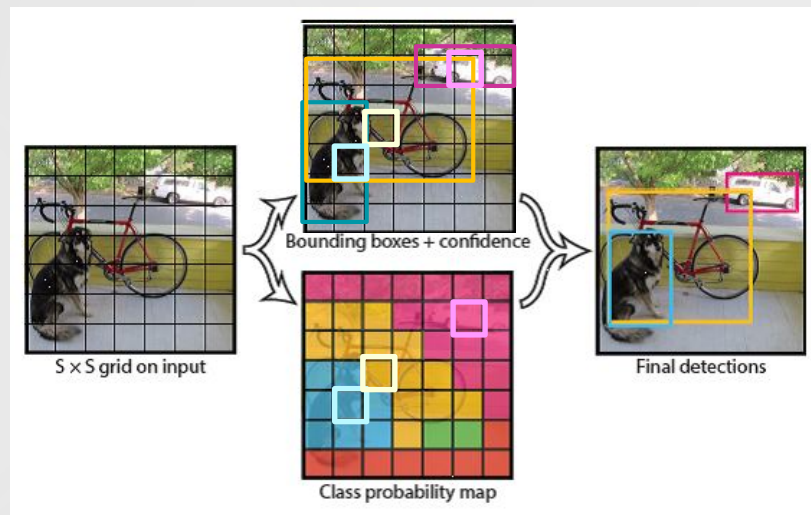 Bounding boxes + confidence
S × S grid on input
Final detections
Class probability map